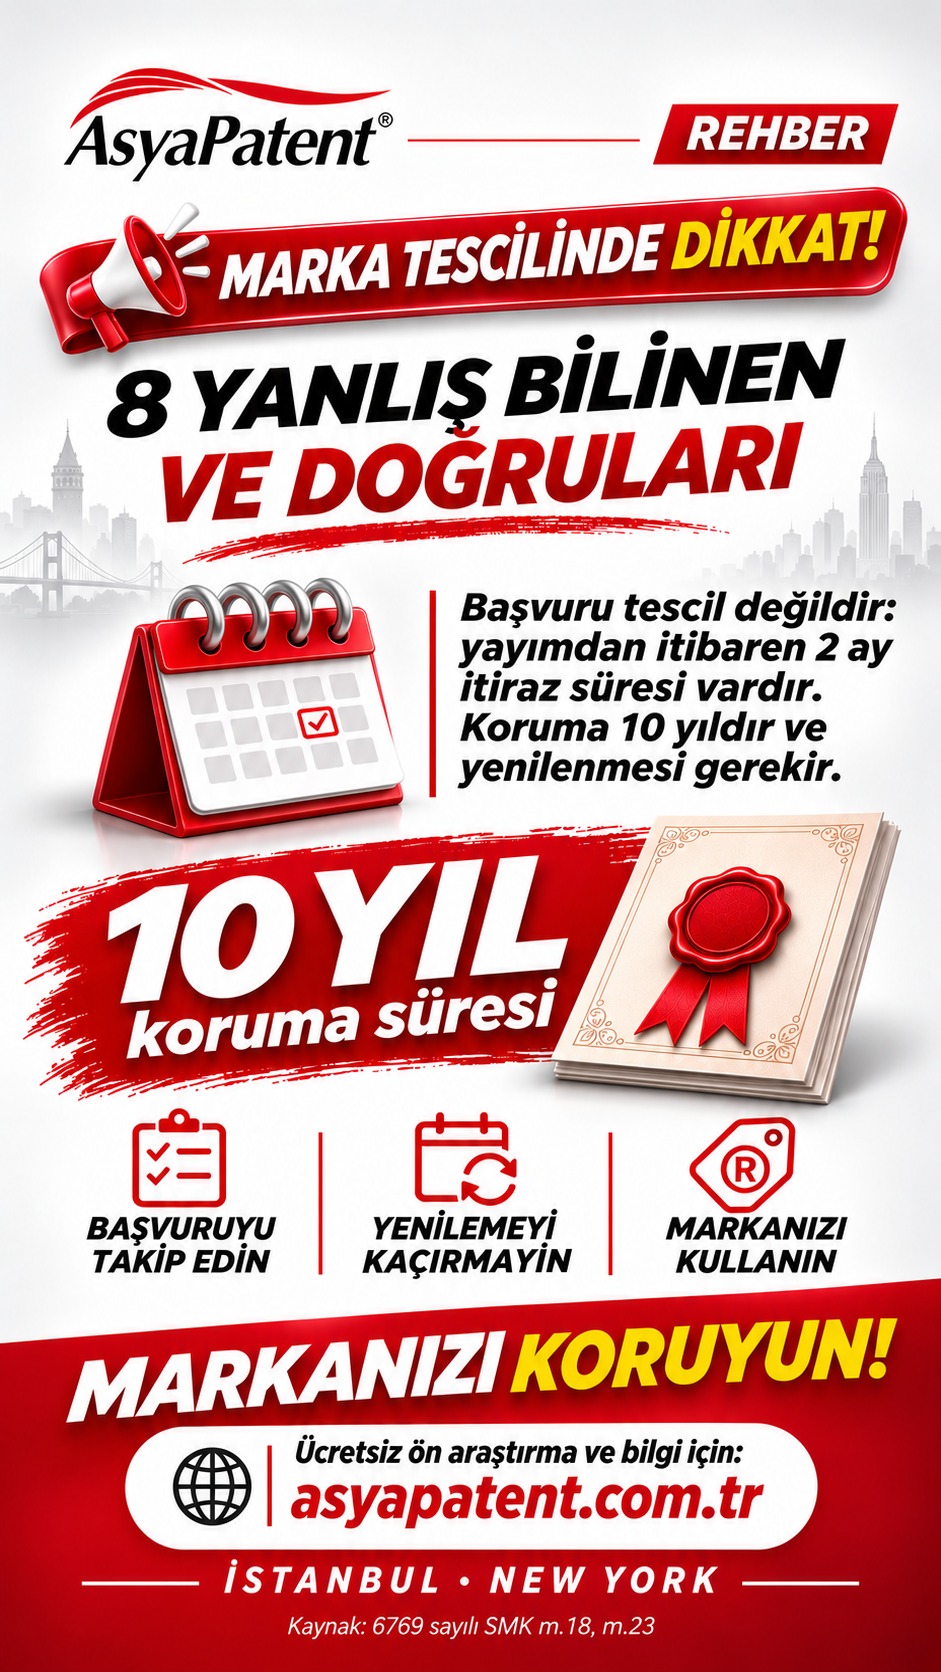 AsyaPatent®
REHBER
MARKA TESCİLİNDE DİKKAT!
8 YANLIŞ BİLİNEN
VE DOĞRULARI
Başvuru tescil değildir:
yayımdan itibaren 2 ay
itiraz süresi vardır.
Koruma 10 yıldır ve
yenilenmesi gerekir.
10 YIL
koruma süresi
BAŞVURUYU
TAKİP EDİN
YENİLEMEYİ
KAÇIRMAYIN
R
MARKANIZI
KULLANIN
MARKANIZI KORUYUN!
Ücretsiz ön araştırma ve bilgi için:
asyapatent.com.tr
İSTANBUL • NEW YORK
Kaynak: 6769 sayılı SMK m.18, m.23